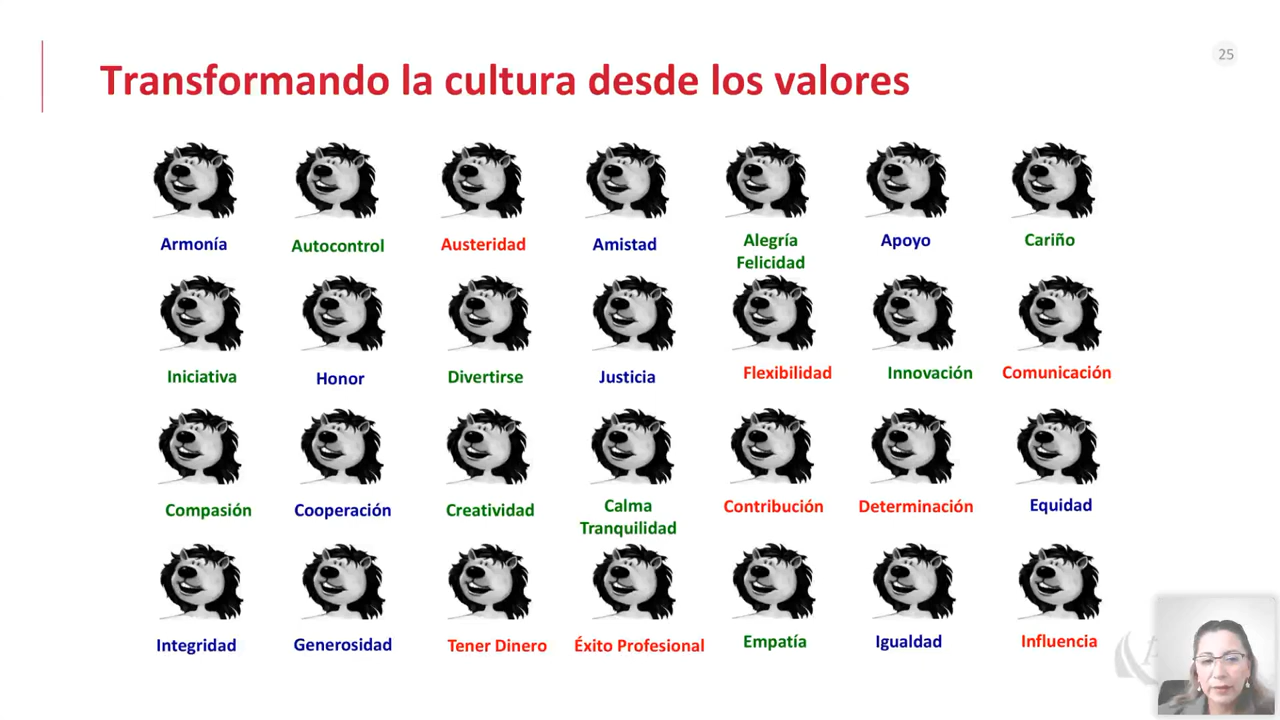 25
Transformando la cultura desde los valores
Armonía
Autocontrol
Austeridad
Amistad
Alegría
Felicidad
Apoyo
Cariño
Iniciativa
Honor
Divertirse
Justicia
Flexibilidad
Innovación
Comunicación
Compasión
Cooperación
Creatividad
Calma
Tranquilidad
Contribución
Determinación
Equidad
Integridad
Generosidad
Tener Dinero
Éxito Profesional
Empatía
Igualdad
Influencia